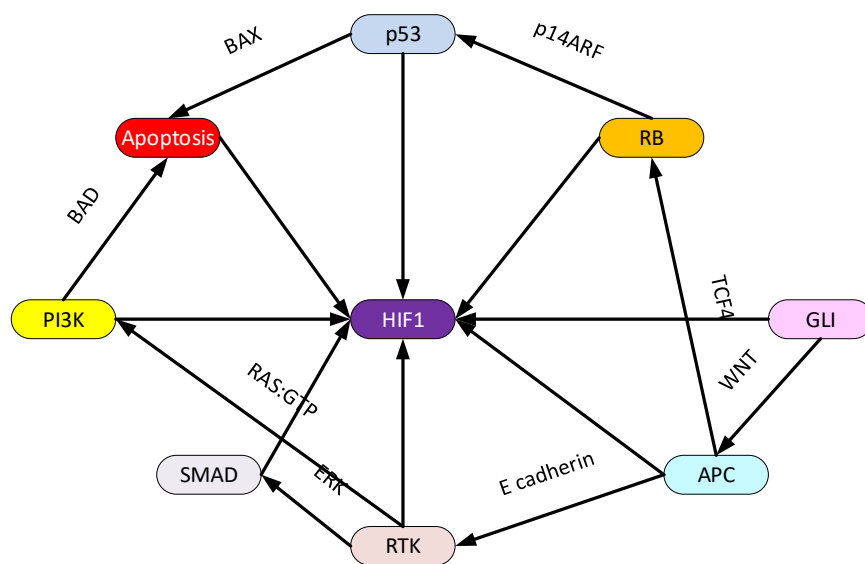 p53
BAX
p14ARF
Apoptosis
RB
BAD
PI3K
HIF1
TCF4
GLI
WNT
RAS:GTP
SMAD
ERK
E cadherin
APC
RTK